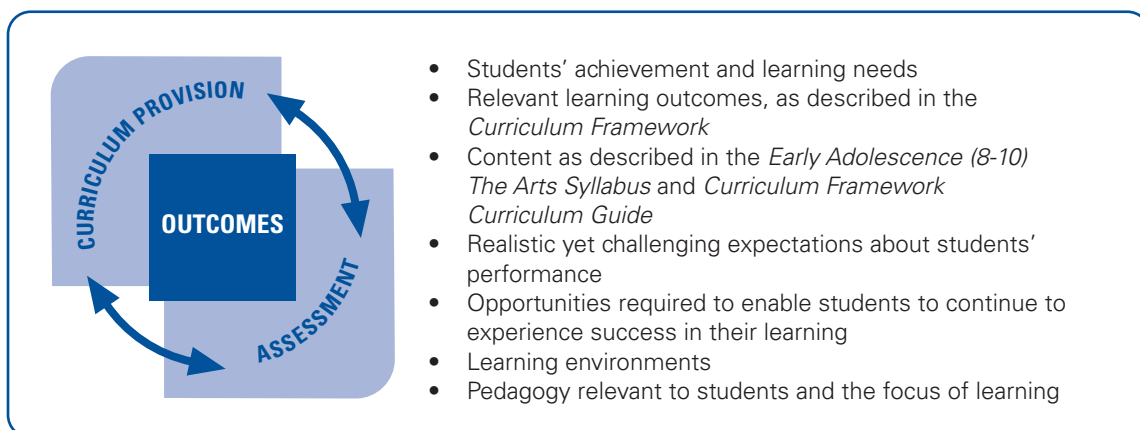 CURRICULUM PROVISION
OUTCOMES
ASSESSMENT
• Students' achievement and learning needs
• Relevant learning outcomes, as described in the
Curriculum Framework
• Content as described in the Early Adolescence (8-10)
The Arts Syllabus and Curriculum Framework
Curriculum Guide
• Realistic yet challenging expectations about students'
performance
• Opportunities required to enable students to continue to
experience success in their learning
• Learning environments
• Pedagogy relevant to students and the focus of learning